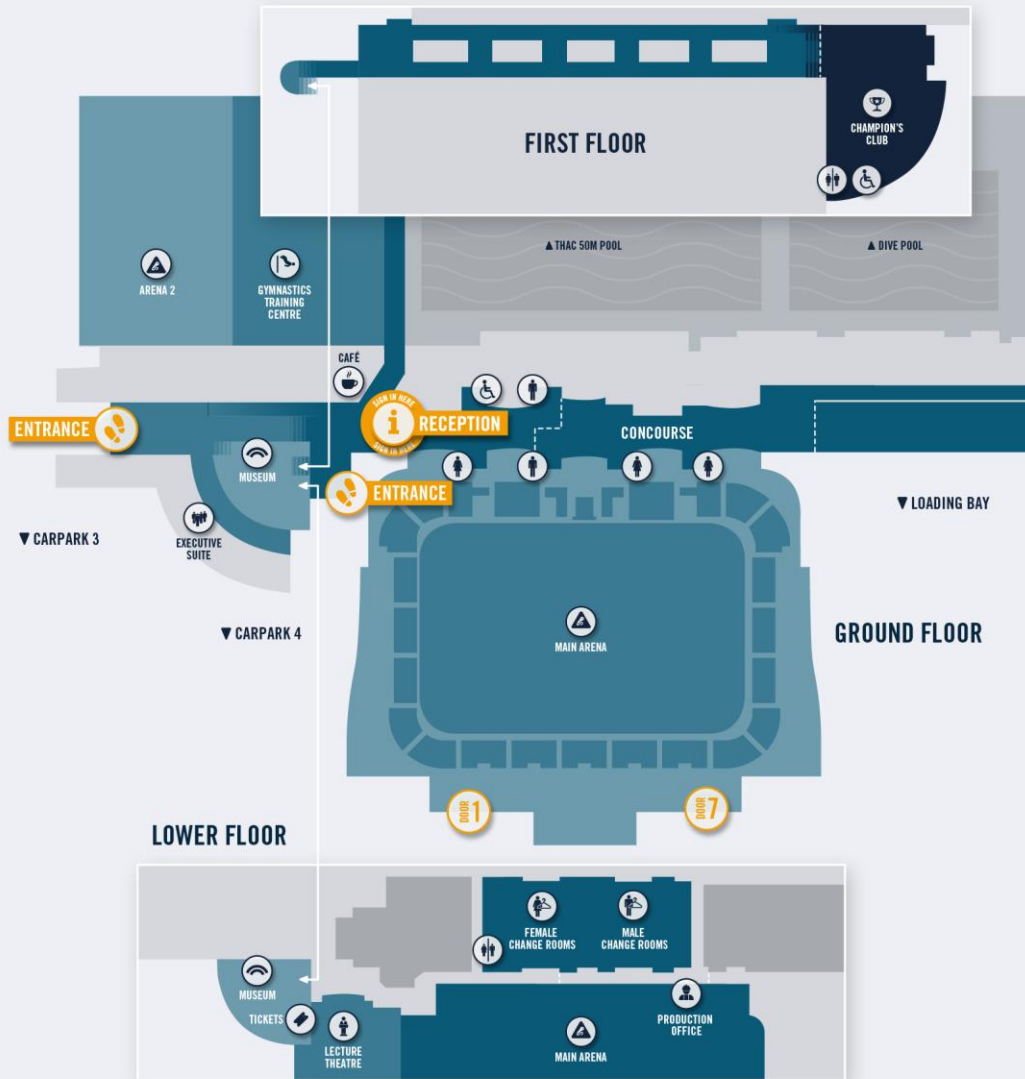 FIRST FLOOR
CHAMPION'S
CLUB
▲ THAC 50M POOL
▲ DIVE POOL
ARENA 2
GYMNASTICS
TRAINING
CENTRE
CAFÉ
ENTRANCE
SIGN IN HERE
i RECEPTION
SIGN IN HERE
CONCOURSE
MUSEUM
ENTRANCE
▼ LOADING BAY
▼ CARPARK 3
EXECUTIVE
SUITE
▼ CARPARK 4
MAIN ARENA
GROUND FLOOR
DOOR 1
DOOR 7
LOWER FLOOR
FEMALE
CHANGE ROOMS
MALE
CHANGE ROOMS
MUSEUM
TICKETS
LECTURE
THEATRE
MAIN ARENA
PRODUCTION
OFFICE